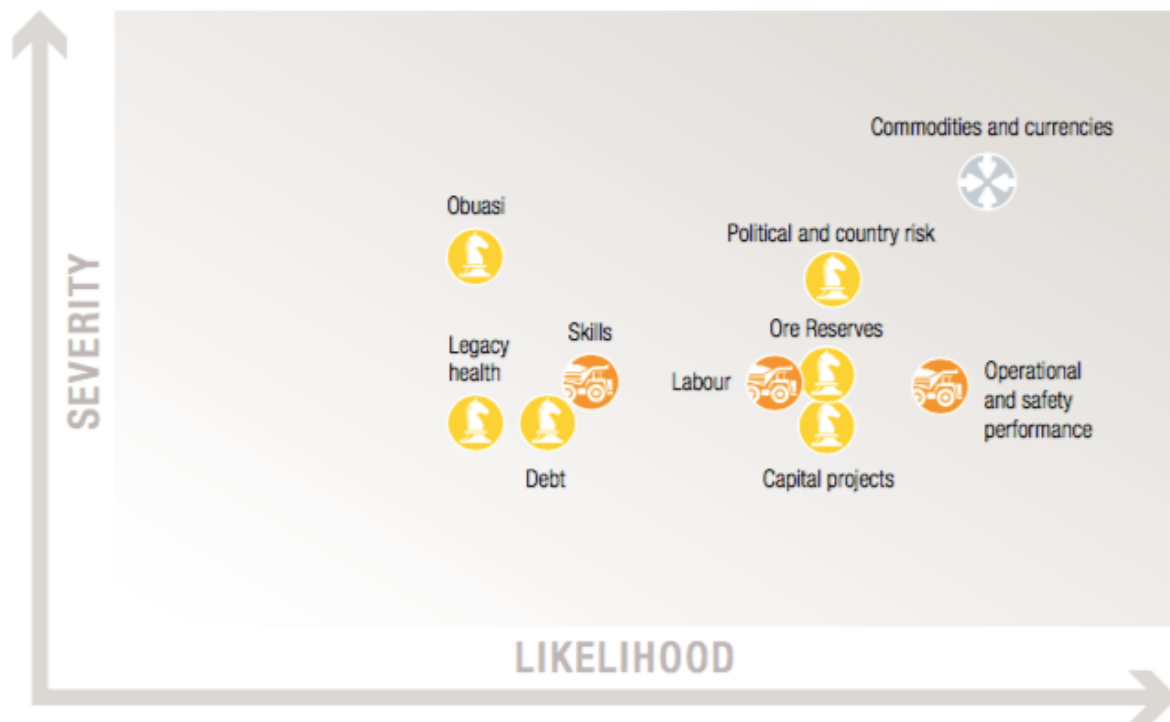 Commodities and currencies
Obuasi
Political and country risk
SEVERITY
Legacy
health
Skills
Ore Reserves
Labour
Operational
and safety
performance
Debt
Capital projects
LIKELIHOOD